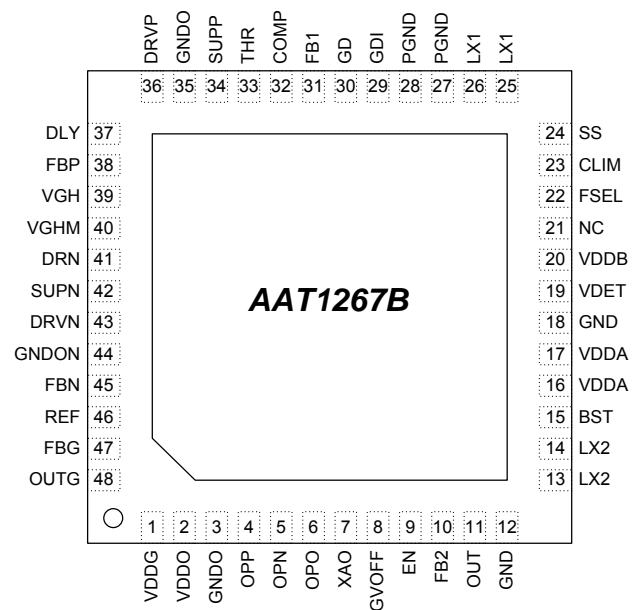 DRVP GNDO SUPP THR COMP FB1 GD GDI PGND PGND LX1 LX1
36 35 34 33 32 31 30 29 28 27 26 25
DLY 37 24 SS
FBP 38 23 CLIM
VGH 39 22 FSEL
VGHM 40 21 NC
DRN 41 20 VDDB
SUPN 42 AAT1267B 19 VDET
DRVN 43 18 GND
GNDON 44 17 VDDA
FBN 45 16 VDDA
REF 46 15 BST
FBG 47 14 LX2
OUTG 48 13 LX2
1 2 3 4 5 6 7 8 9 10 11 12
VDDG VDDO GNDO OPP OPN OPO XAO GVOFF EN FB2 OUT GND